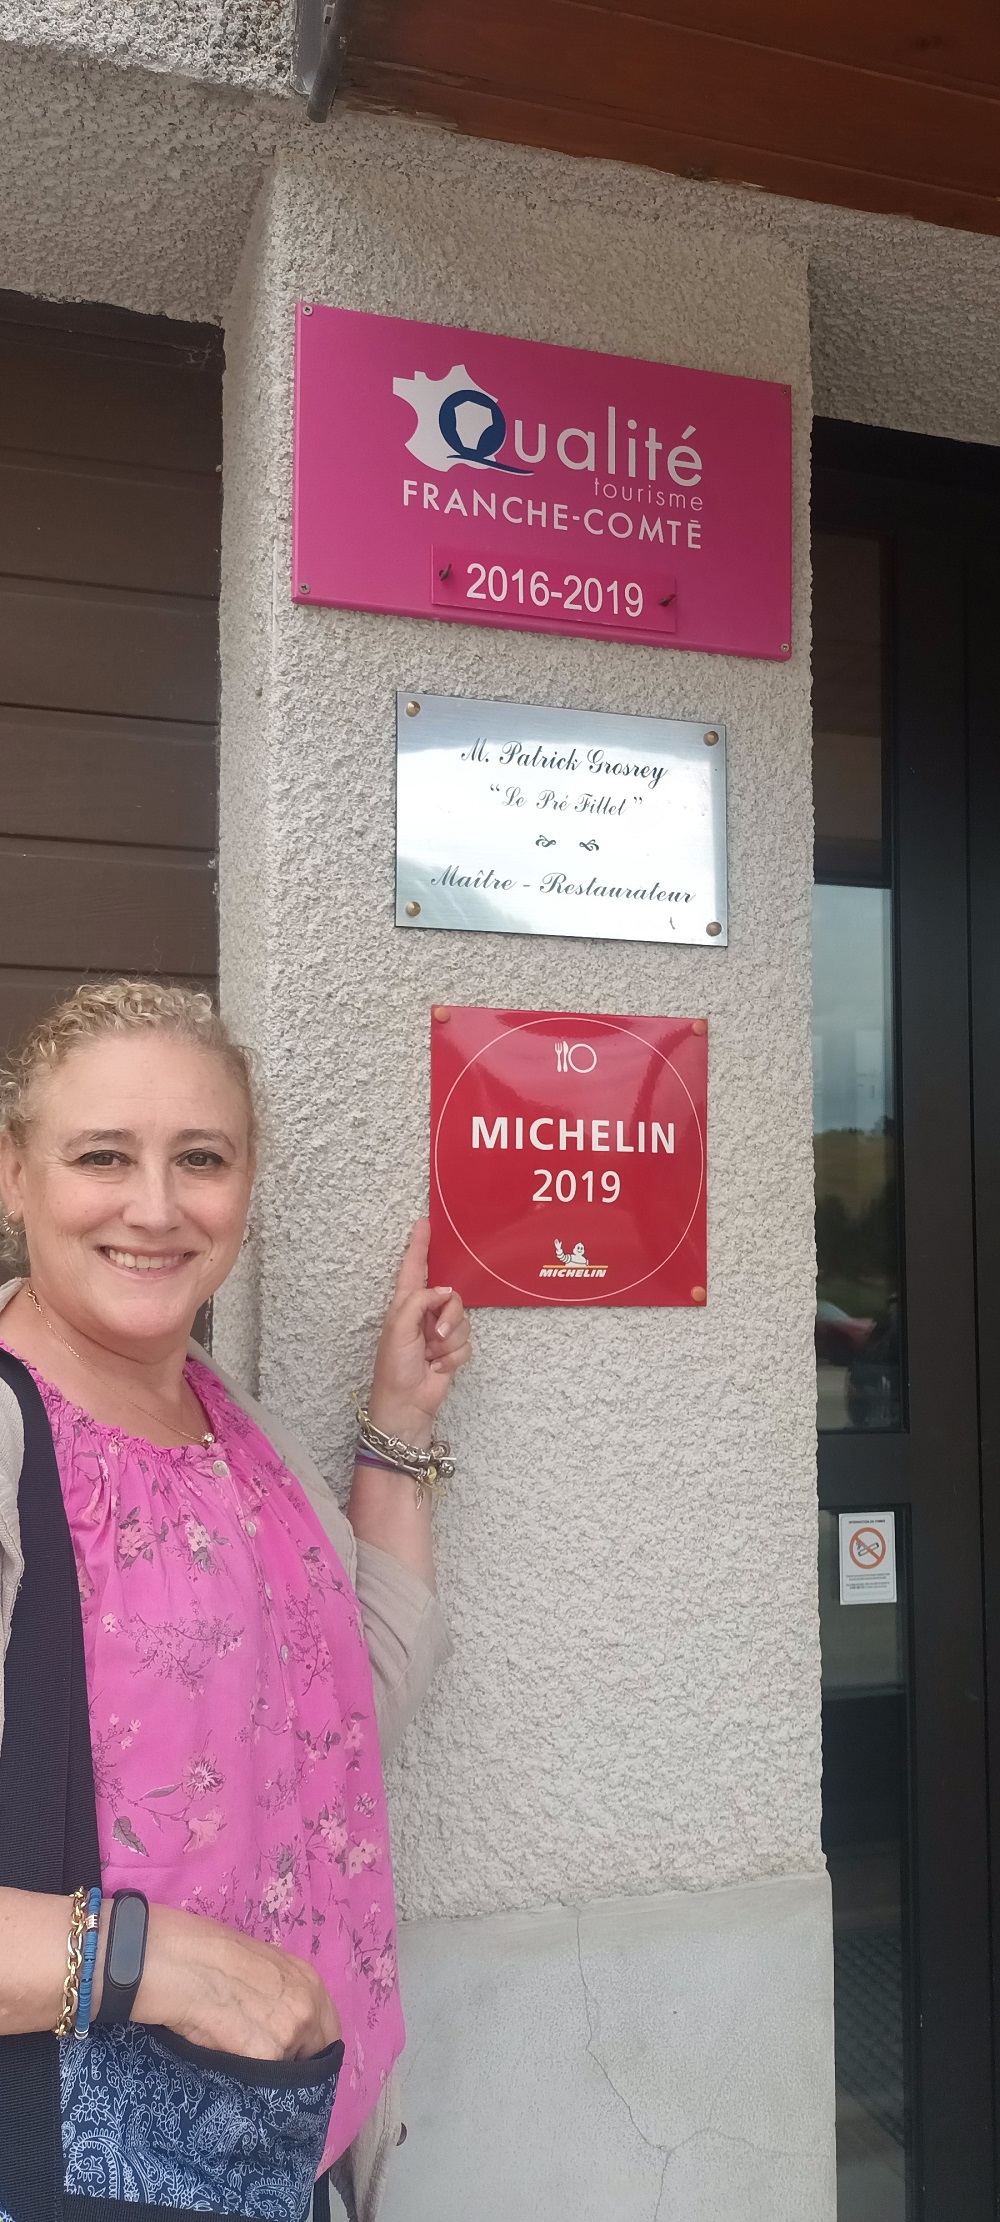 Qualité
tourisme
FRANCHE-COMTÉ
2016-2019
M. Patrick Grosrey
“Le Pré Fillet”
Maître - Restaurateur
MICHELIN
2019
MICHELIN